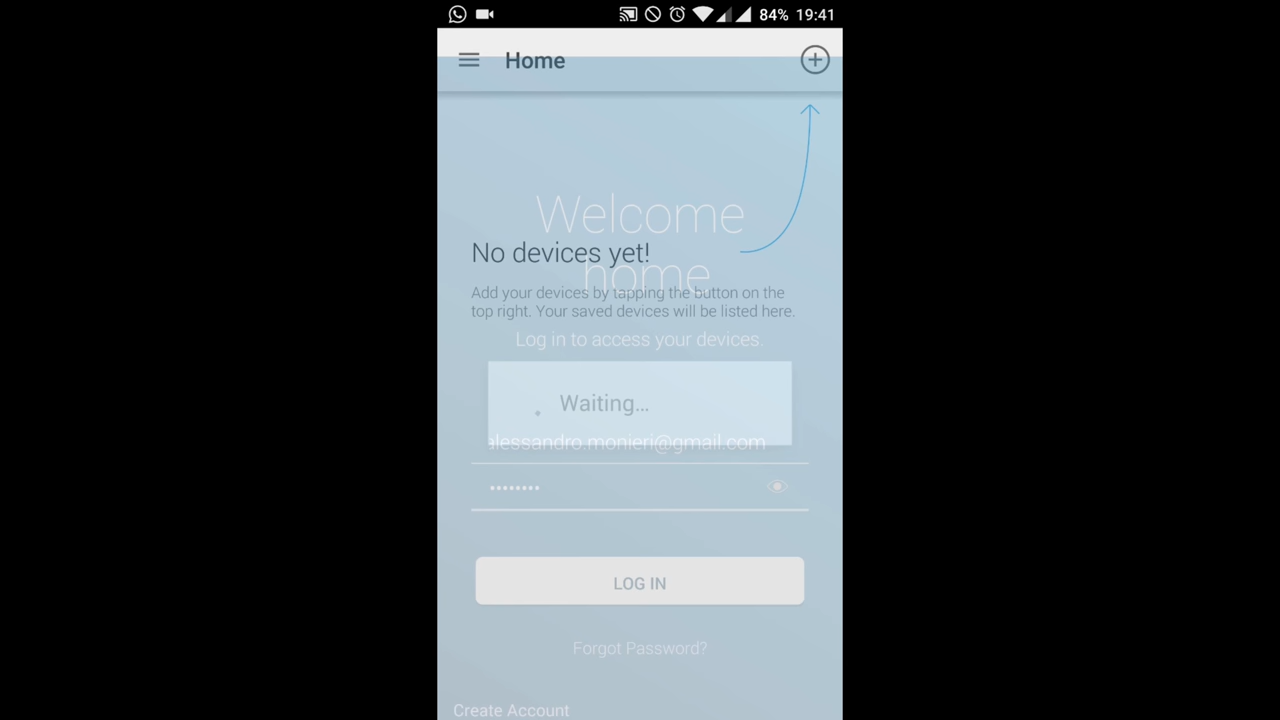 84% 19:41
Home
Welcome
No devices yet!
home
Add your devices by tapping the button on the
top right. Your saved devices will be listed here.
Log in to access your devices.
Waiting...
alessandro.monieri@gmail.com
••••••••
LOG IN
Forgot Password?
Create Account